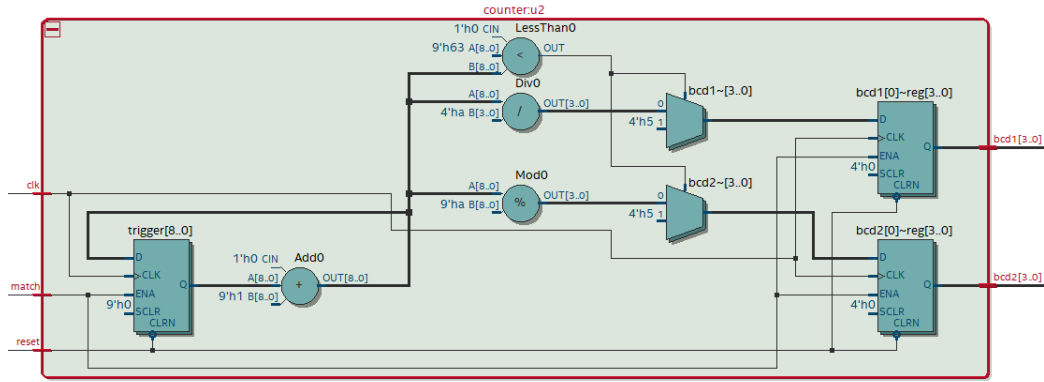 counter:u2
1'h0 CIN
LessThan0
9'h63 A[8..0]
B[8..0]
<
OUT
Div0
A[8..0]
4'ha B[3..0]
/
OUT[3..0]
0
4'h5 1
bcd1~[3..0]
bcd1[0]~reg[3..0]
D
CLK
ENA
4'h0
SCLR
CLRN
Q
bcd1[3..0]
clk
Mod0
A[8..0]
9'ha B[8..0]
%
OUT[3..0]
0
4'h5 1
bcd2~[3..0]
trigger[8..0]
D
CLK
ENA
9'h0
SCLR
CLRN
Q
1'h0 CIN
Add0
A[8..0]
9'h1 B[8..0]
+
OUT[8..0]
bcd2[0]~reg[3..0]
D
CLK
ENA
4'h0
SCLR
CLRN
Q
bcd2[3..0]
match
reset